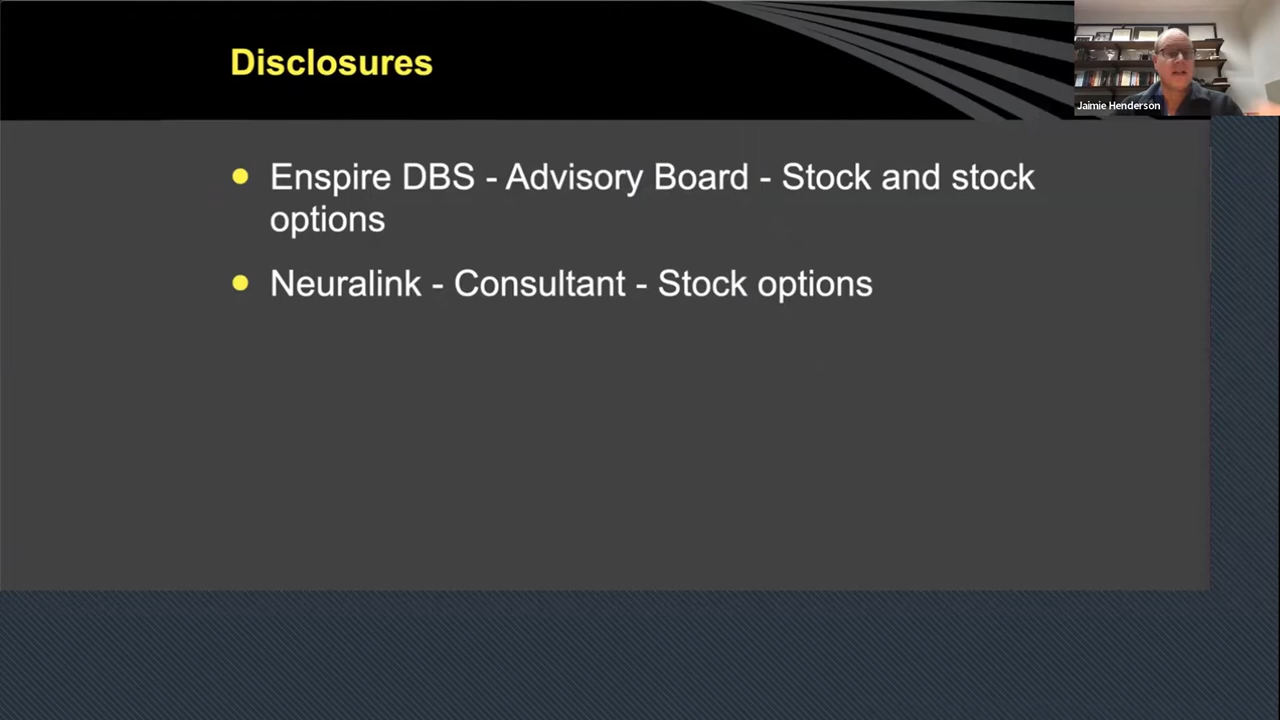 Disclosures
Jaimie Henderson
Enspire DBS - Advisory Board - Stock and stock
options
Neuralink - Consultant - Stock options